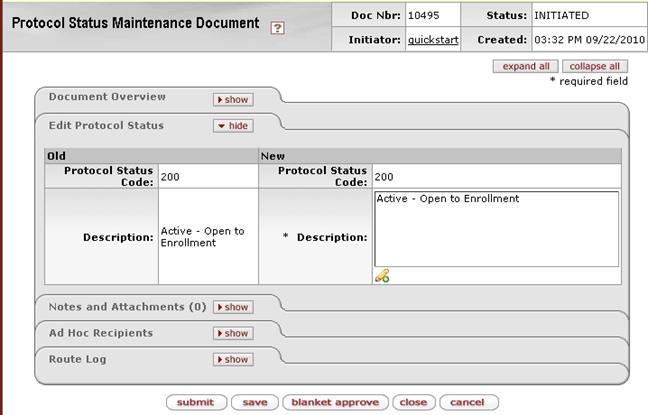 Protocol Status Maintenance Document ?
Doc Nbr: 10495 Status: INITIATED
Initiator: quickstart Created: 03:32 PM 09/22/2010
expand all collapse all
* required field
Document Overview show
Edit Protocol Status hide
Old New
Protocol Status Code: 200 Protocol Status Code: 200
Description: Active - Open to Enrollment * Description: Active - Open to Enrollment
Notes and Attachments (0) show
Ad Hoc Recipients show
Route Log show
submit save blanket approve close cancel